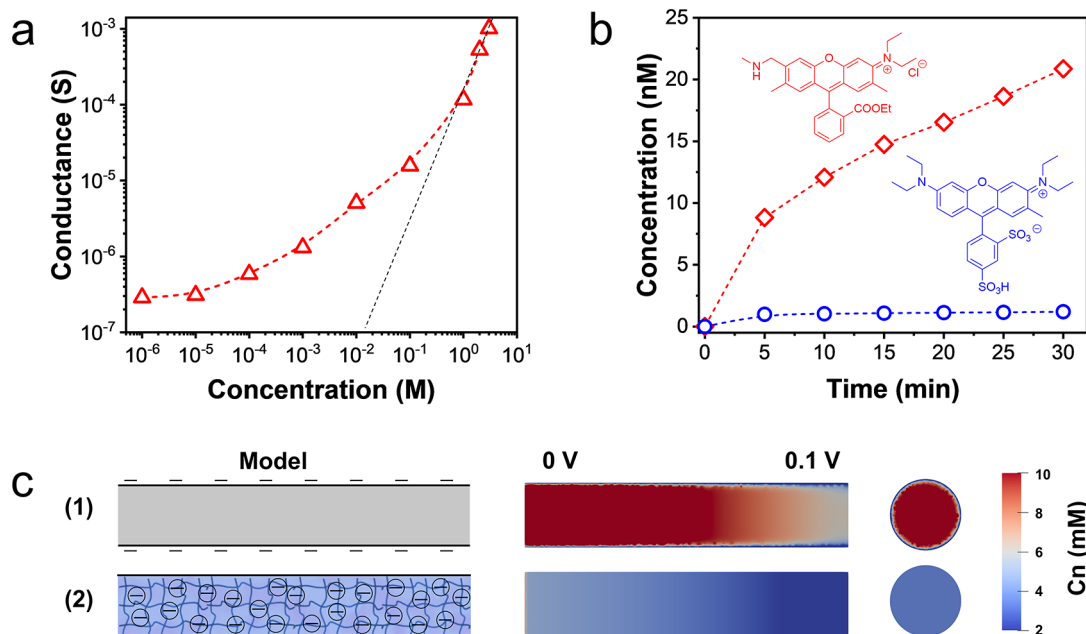 a
Conductance (S)
10⁻³
10⁻⁴
10⁻⁵
10⁻⁶
10⁻⁷
10⁻⁶ 10⁻⁵ 10⁻⁴ 10⁻³ 10⁻² 10⁻¹ 10⁰ 10¹
Concentration (M)
b
Concentration (nM)
25
20
15
10
5
0
0 5 10 15 20 25 30
Time (min)
N
H
O
N
⊕
Cl⊖
COOEt
N
O
N
⊕
SO₃⊖
SO₃H
c
Model
0 V 0.1 V
(1)
(2)
10
8
6
4
2
Cn (mM)